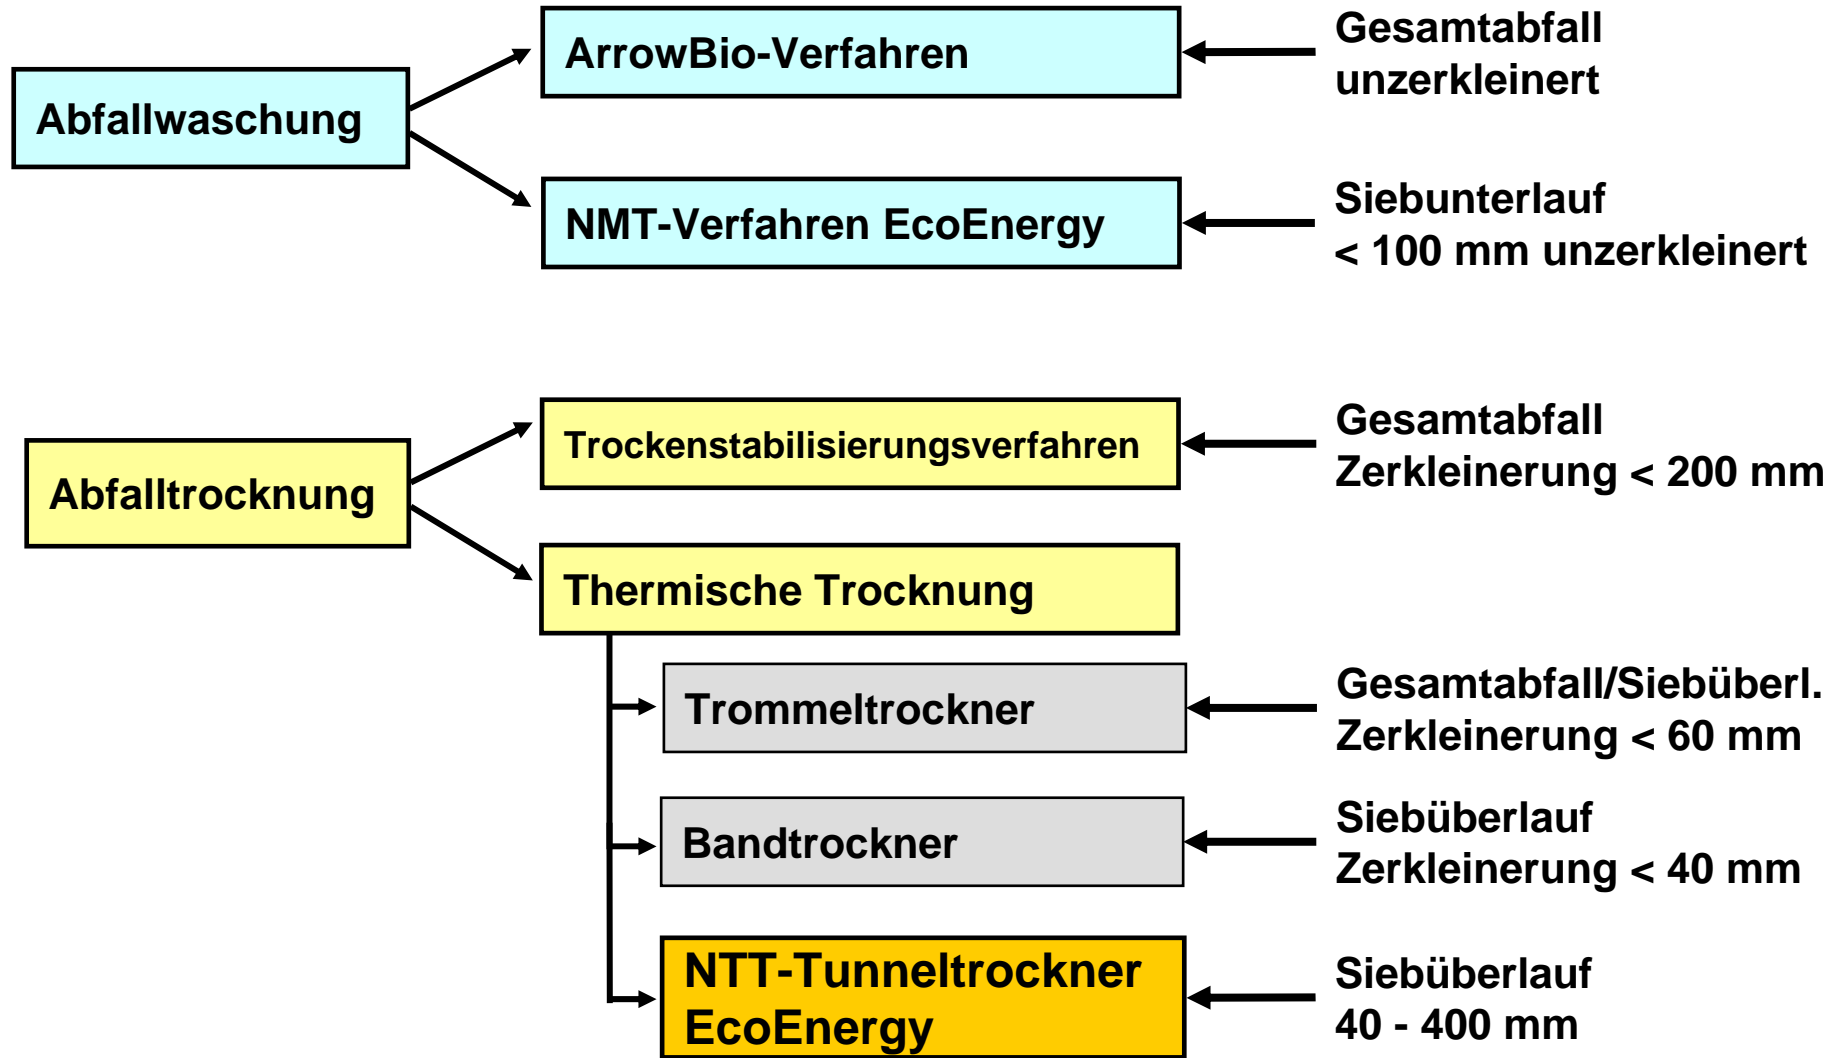 Abfallwaschung
ArrowBio-Verfahren
Gesamtabfall
unzerkleinert
NMT-Verfahren EcoEnergy
Siebunterlauf
< 100 mm unzerkleinert
Abfalltrocknung
Trockenstabilisierungsverfahren
Gesamtabfall
Zerkleinerung < 200 mm
Thermische Trocknung
Trommeltrockner
Gesamtabfall/Siebüberl.
Zerkleinerung < 60 mm
Bandtrockner
Siebüberlauf
Zerkleinerung < 40 mm
NTT-Tunneltrockner
EcoEnergy
Siebüberlauf
40 - 400 mm